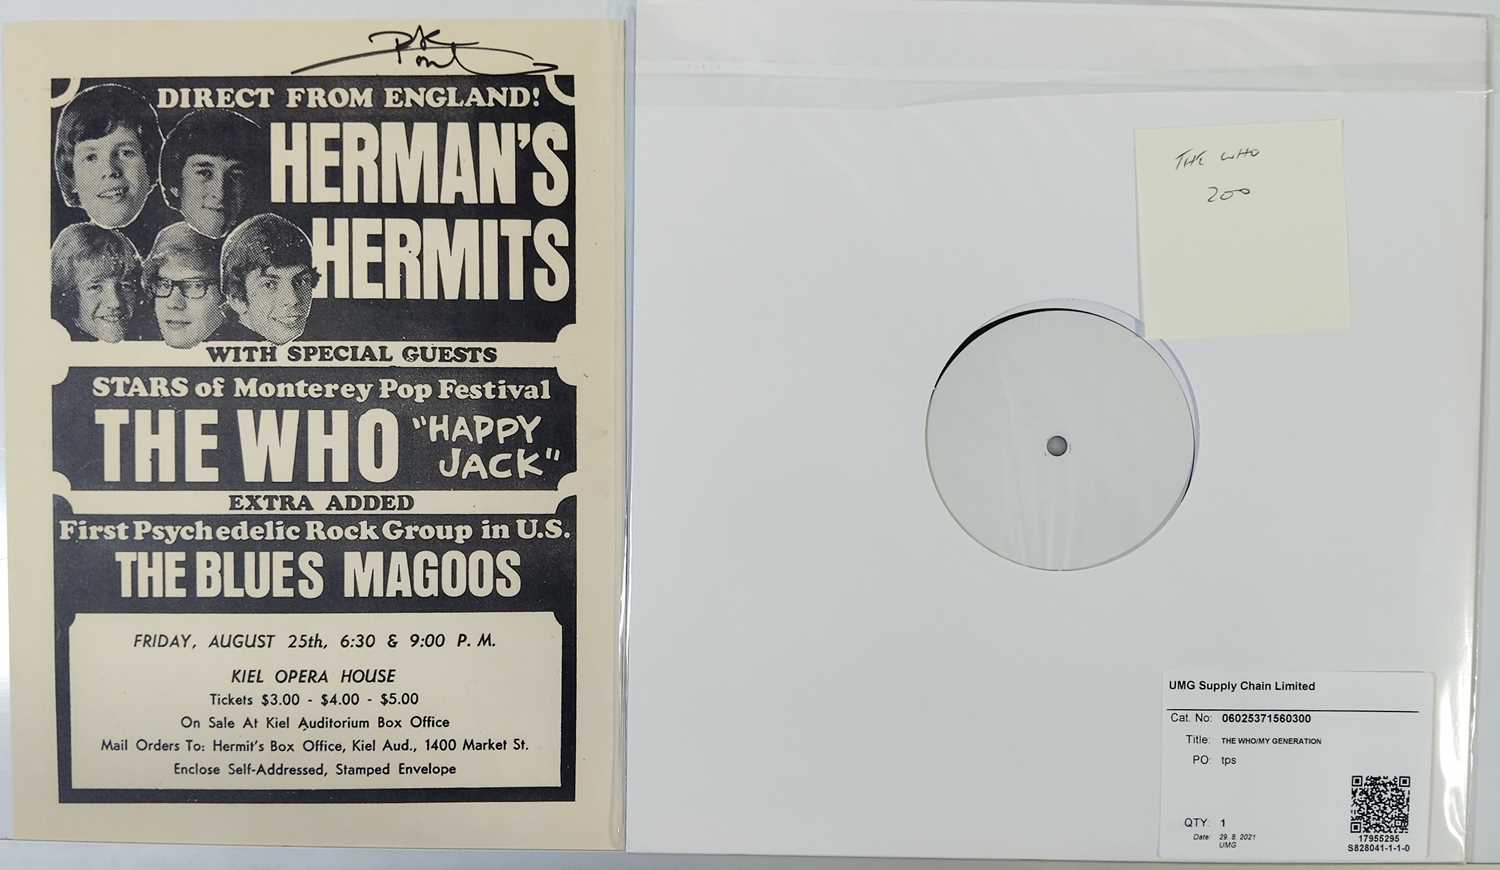 DIRECT FROM ENGLAND!
HERMAN'S
HERMITS
WITH SPECIAL GUESTS
STARS of Monterey Pop Festival
THE WHO "HAPPY
JACK"
EXTRA ADDED
First Psychedelic Rock Group in U.S.
THE BLUES MAGOOS
FRIDAY, AUGUST 25th, 6:30 & 9:00 P. M.
KIEL OPERA HOUSE
Tickets $3.00 - $4.00 - $5.00
On Sale At Kiel Auditorium Box Office
Mail Orders To: Hermit's Box Office, Kiel Aud., 1400 Market St.
Enclose Self-Addressed, Stamped Envelope
THE WHO
200
UMG Supply Chain Limited
Cat. No: 06025371560300
Title: THE WHO/MY GENERATION
PO: tps
QTY: 1
Date: 29. 8. 2021
UMG
17955295
S828041-1-1-0